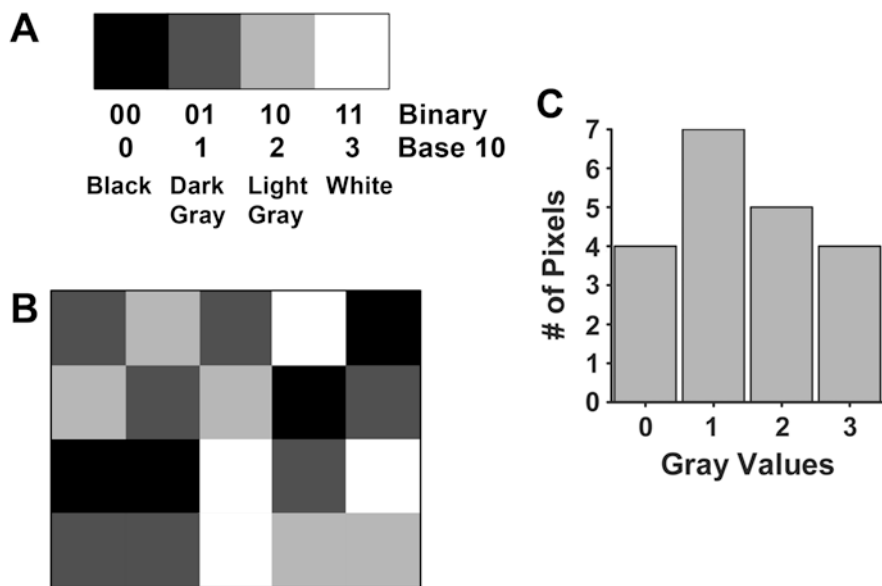 A
00 01 10 11 Binary
0 1 2 3 Base 10
Black Dark Gray Light Gray White
B
C
7
6
5
4
3
2
1
0
# of Pixels
0 1 2 3
Gray Values